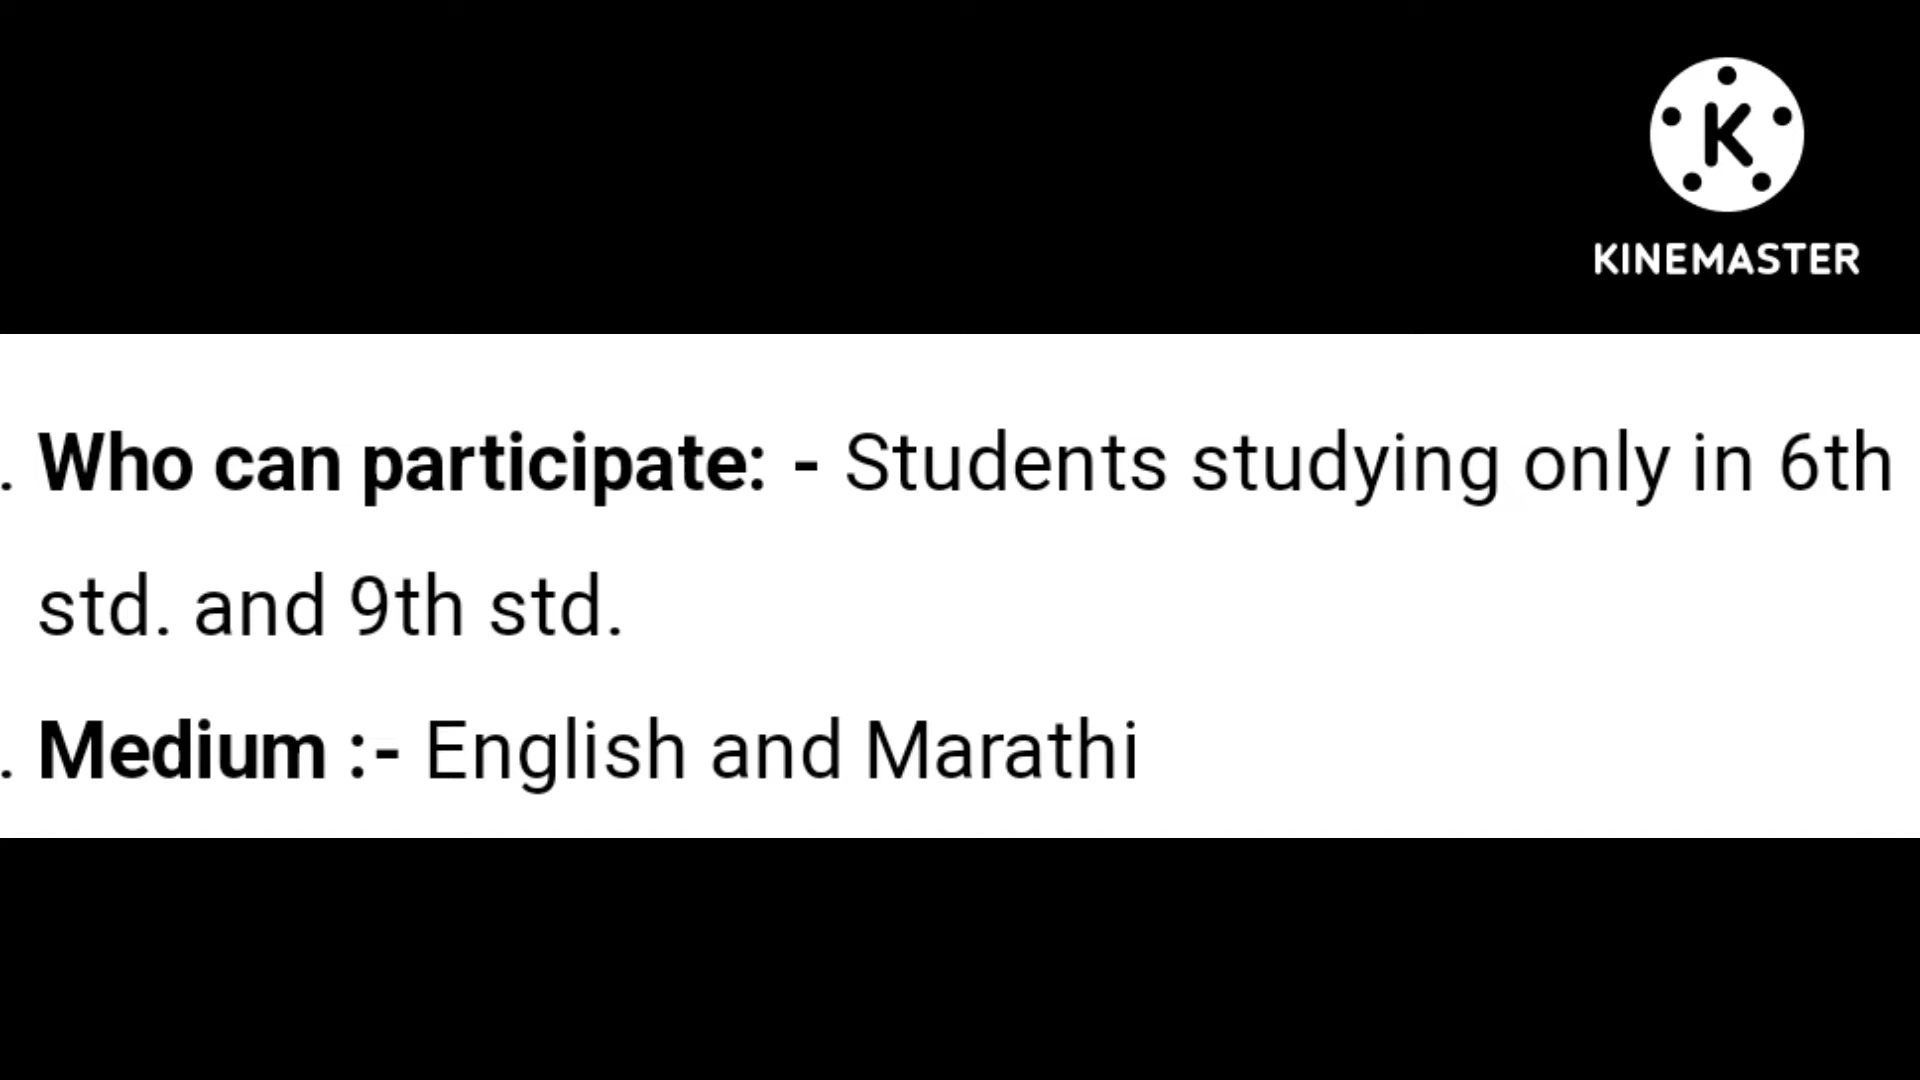 K
KINEMASTER
. Who can participate: - Students studying only in 6th
std. and 9th std.
. Medium :- English and Marathi